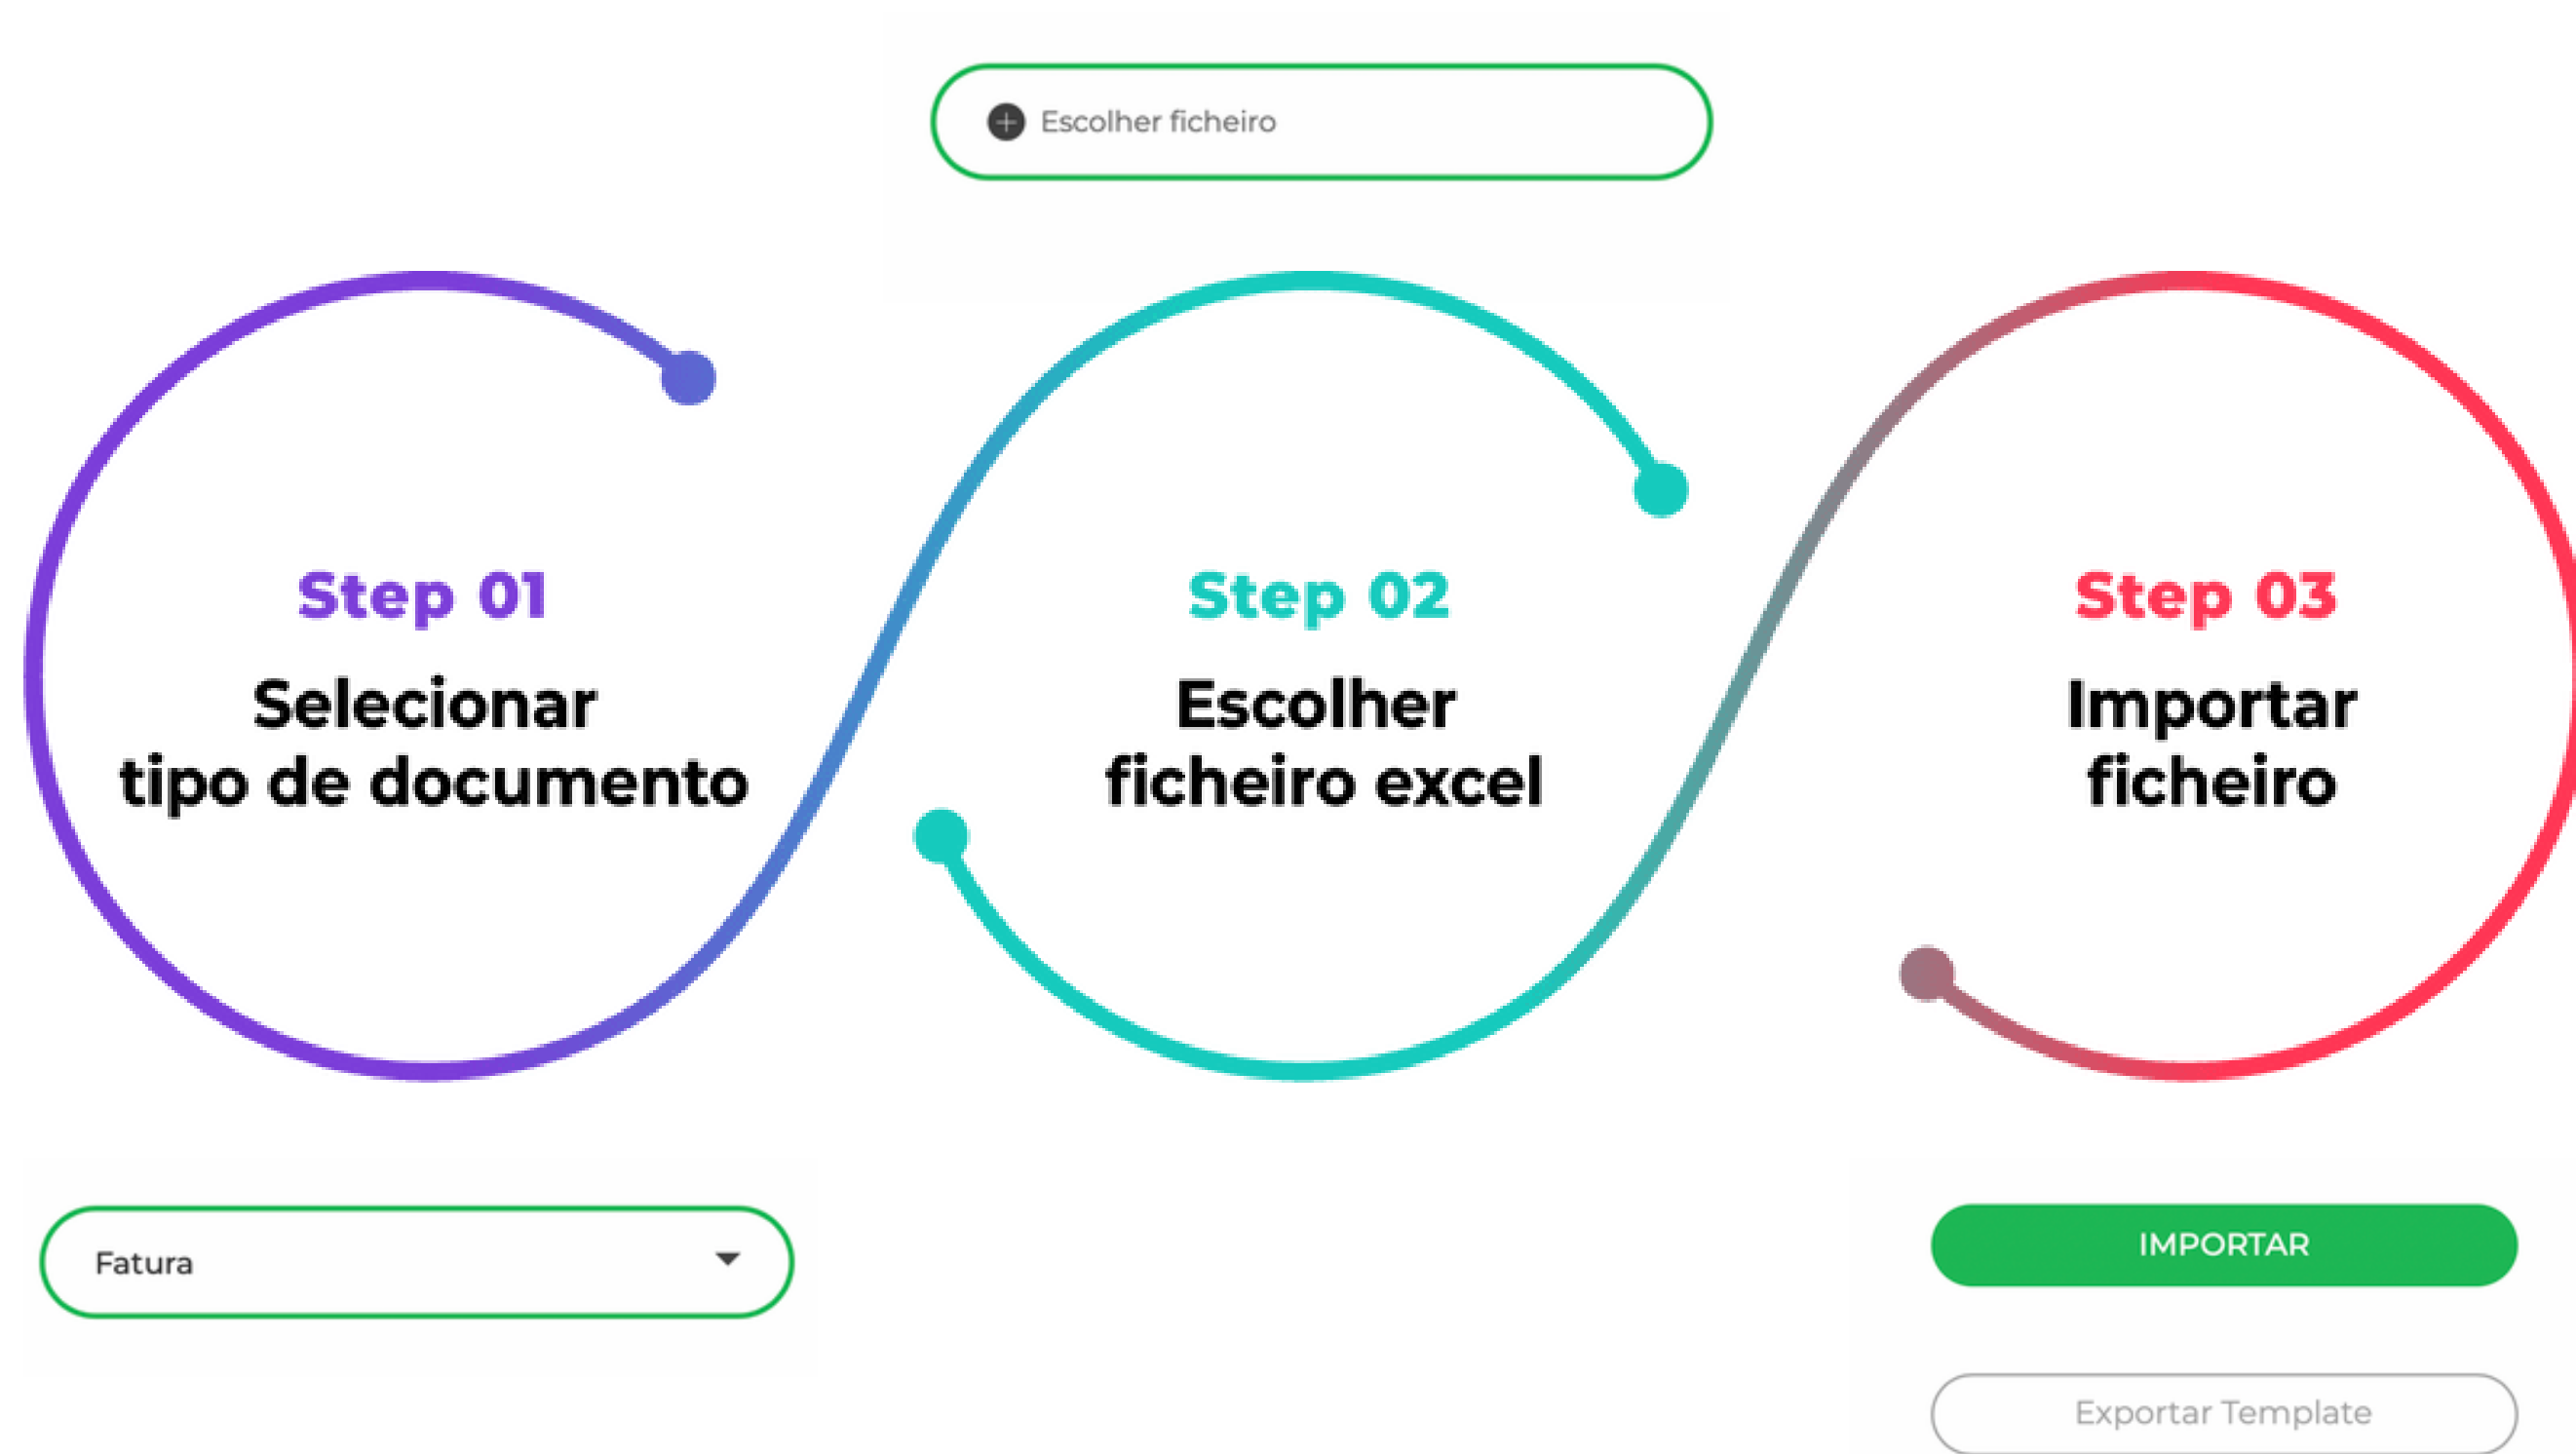 Escolher ficheiro
Step 01
Selecionar
tipo de documento
Step 02
Escolher
ficheiro excel
Step 03
Importar
ficheiro
Fatura
IMPORTAR
Exportar Template